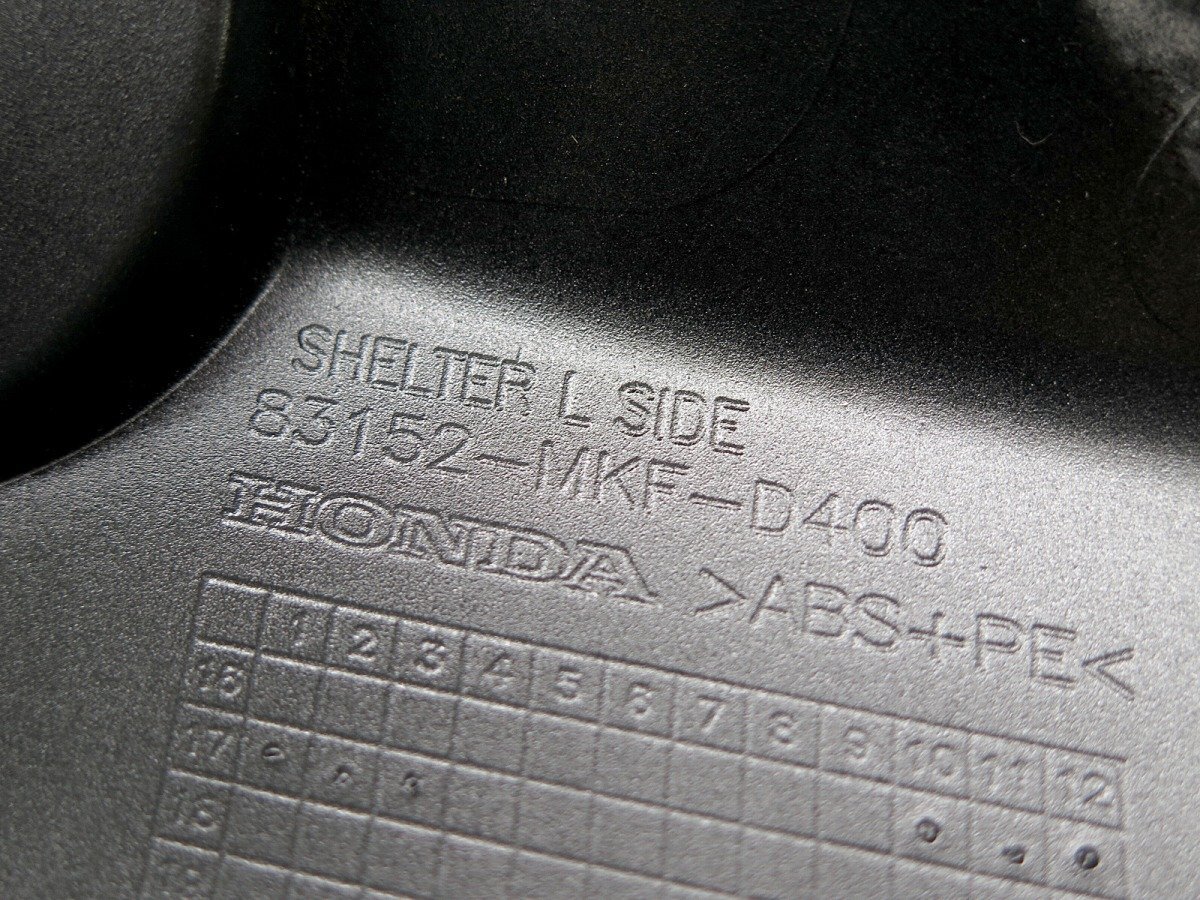 SHELTER L SIDE
83152-MKF-D400
HONDA >ABS+PE<
1 2 3 4 5 6 7 8 9 10 11 12
16
17
18